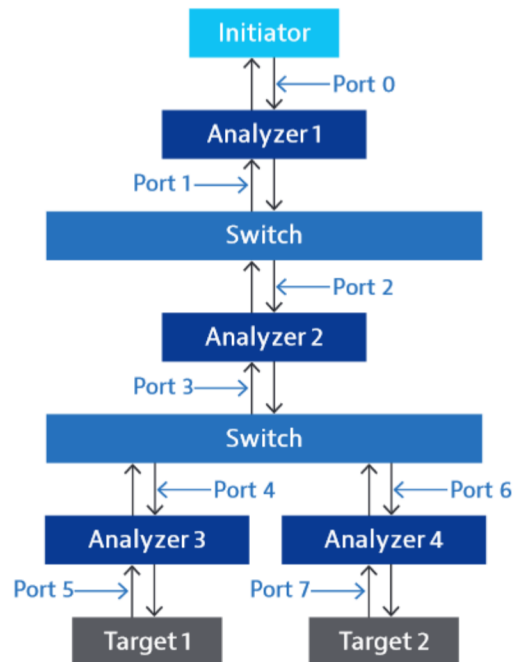 Initiator
Port 0
Analyzer 1
Port 1
Switch
Port 2
Analyzer 2
Port 3
Switch
Port 4
Port 6
Analyzer 3
Analyzer 4
Port 5
Port 7
Target 1
Target 2